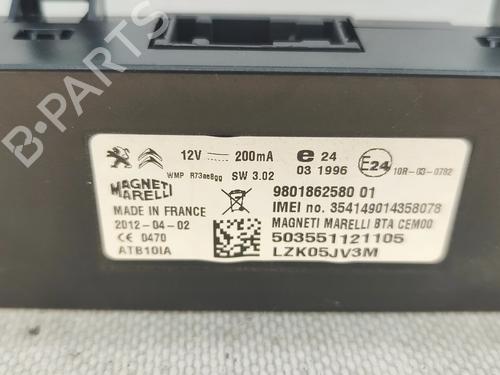 12V 200mA
e 24
03 1996
E24
10R-03-0782
WMP R73ae8gg SW 3.02
MAGNETI
MARELLI
MADE IN FRANCE
2012-04-02
CE 0470
ATB10IA
9801862580 01
IMEI no. 354149014358078
MAGNETI MARELLI BTA CEM00
503551121105
LZK05JV3M
B-PARTS